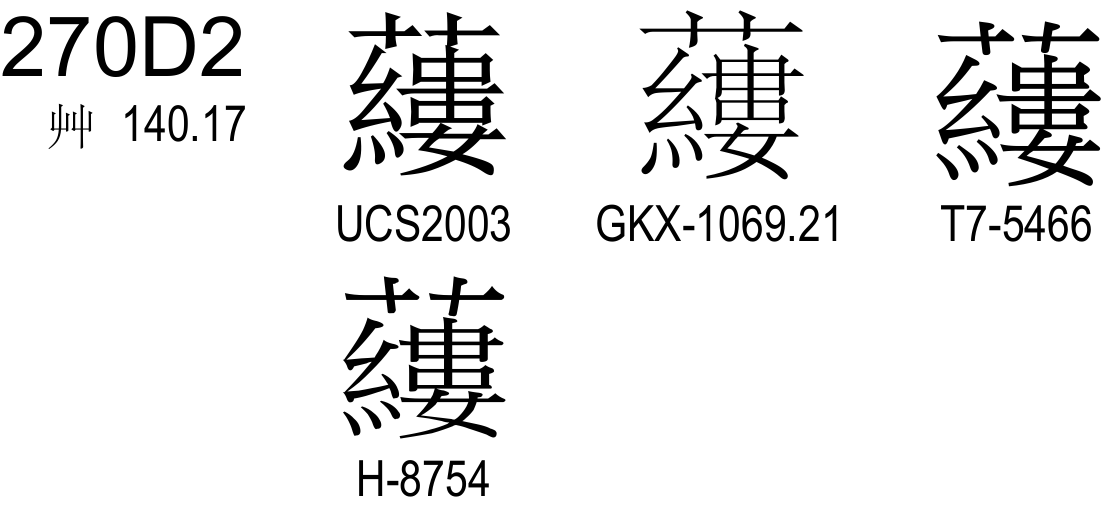 270D2
艸 140.17
𧃒 𧃒 𧃒
UCS2003 GKX-1069.21 T7-5466
𧃒
H-8754